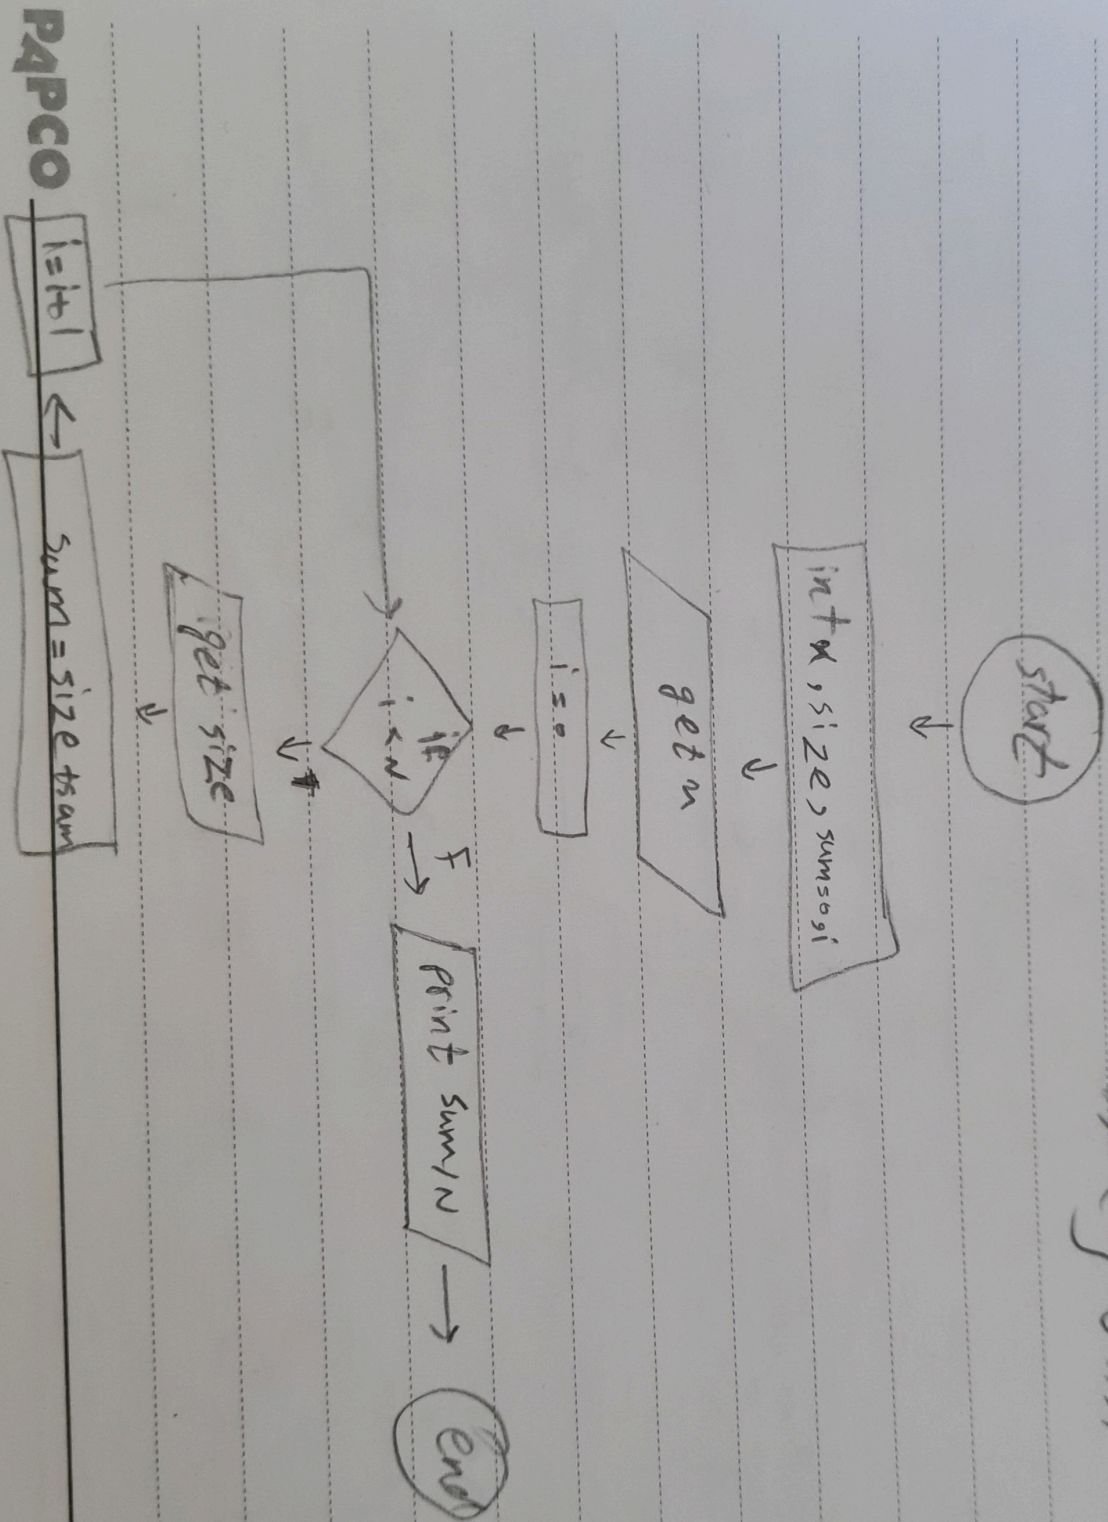 start
int n, size, sum=0, i
get n
i=0
if
i<N
F
print sum/N
end
T
get size
sum=size+sum
i=i+1
PAPCO